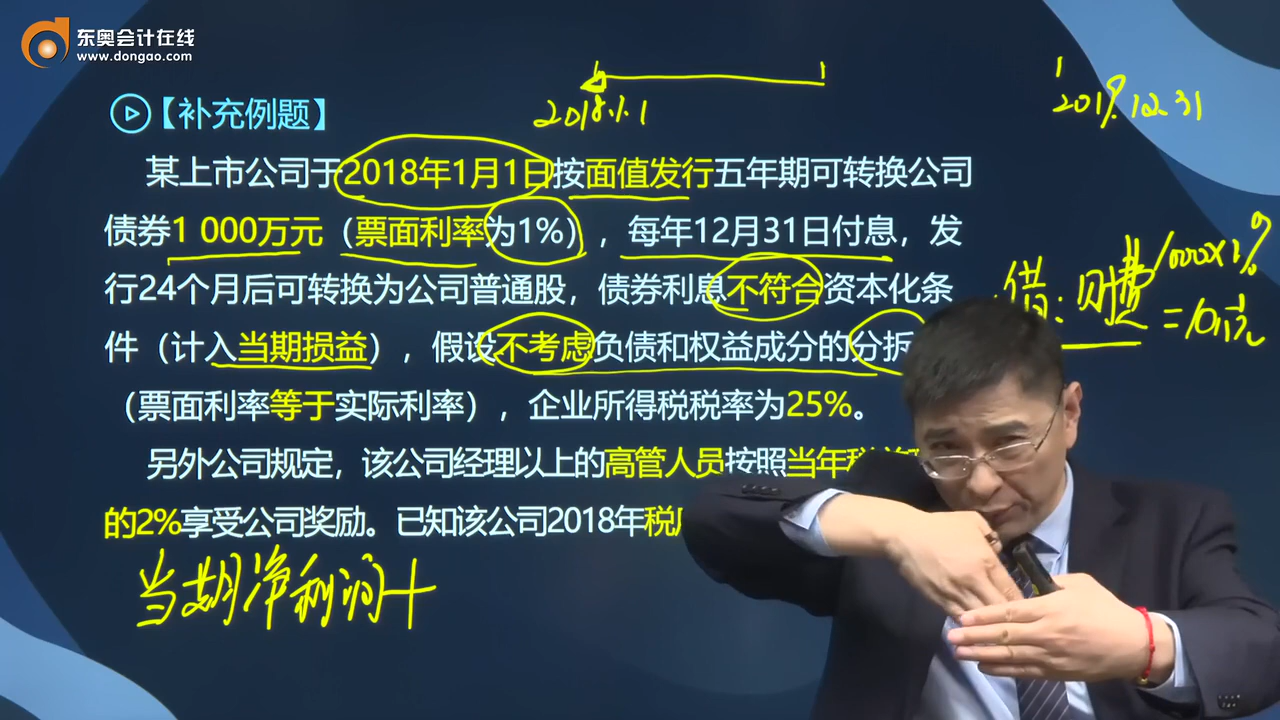 东奥会计在线
www.dongao.com
2018.1.1
2019.12.31
【补充例题】
某上市公司于2018年1月1日按面值发行五年期可转换公司
债券1 000万元（票面利率为1%），每年12月31日付息，发
行24个月后可转换为公司普通股，债券利息不符合资本化条
件（计入当期损益），假设不考虑负债和权益成分的分拆
（票面利率等于实际利率），企业所得税税率为25%。
另外公司规定，该公司经理以上的高管人员按照当年税
的2%享受公司奖励。已知该公司2018年税
借：财费
1000×1%
=10万元
当期净利润+